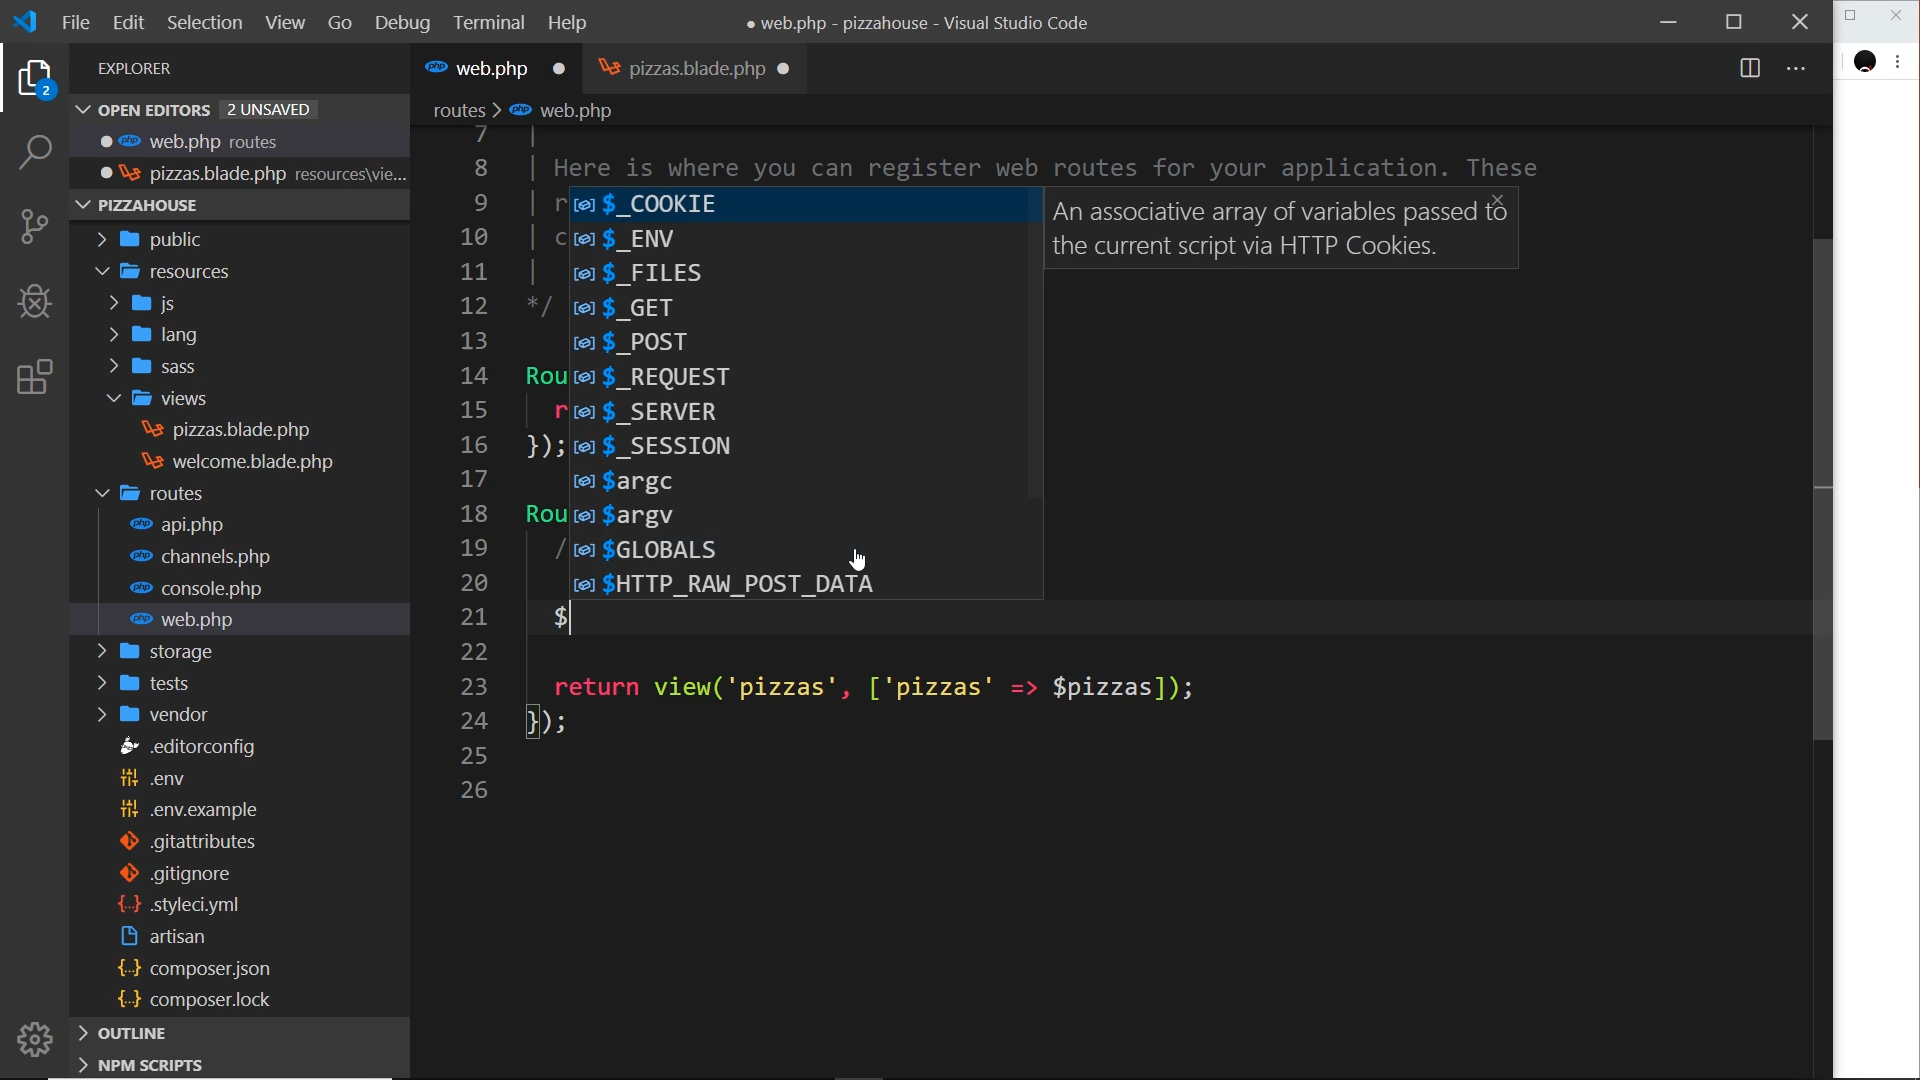 File Edit Selection View Go Debug Terminal Help
● web.php - pizzahouse - Visual Studio Code
EXPLORER
2
OPEN EDITORS 2 UNSAVED
web.php routes
pizzas.blade.php resources\vie...
PIZZAHOUSE
public
resources
js
lang
sass
views
pizzas.blade.php
welcome.blade.php
routes
api.php
channels.php
console.php
web.php
storage
tests
vendor
.editorconfig
.env
.env.example
.gitattributes
.gitignore
.styleci.yml
artisan
composer.json
composer.lock
OUTLINE
NPM SCRIPTS
web.php
pizzas.blade.php
routes > web.php
7 |
8 | Here is where you can register web routes for your application. These
9 | r
10 | c
11 |
12 */
13
14 Rou
15 r
16 });
17
18 Rou
19 /
20
21 $
22
23 return view('pizzas', ['pizzas' => $pizzas]);
24 });
25
26
$_COOKIE
$_ENV
$_FILES
$_GET
$_POST
$_REQUEST
$_SERVER
$_SESSION
$argc
$argv
$GLOBALS
$HTTP_RAW_POST_DATA
An associative array of variables passed to
the current script via HTTP Cookies.